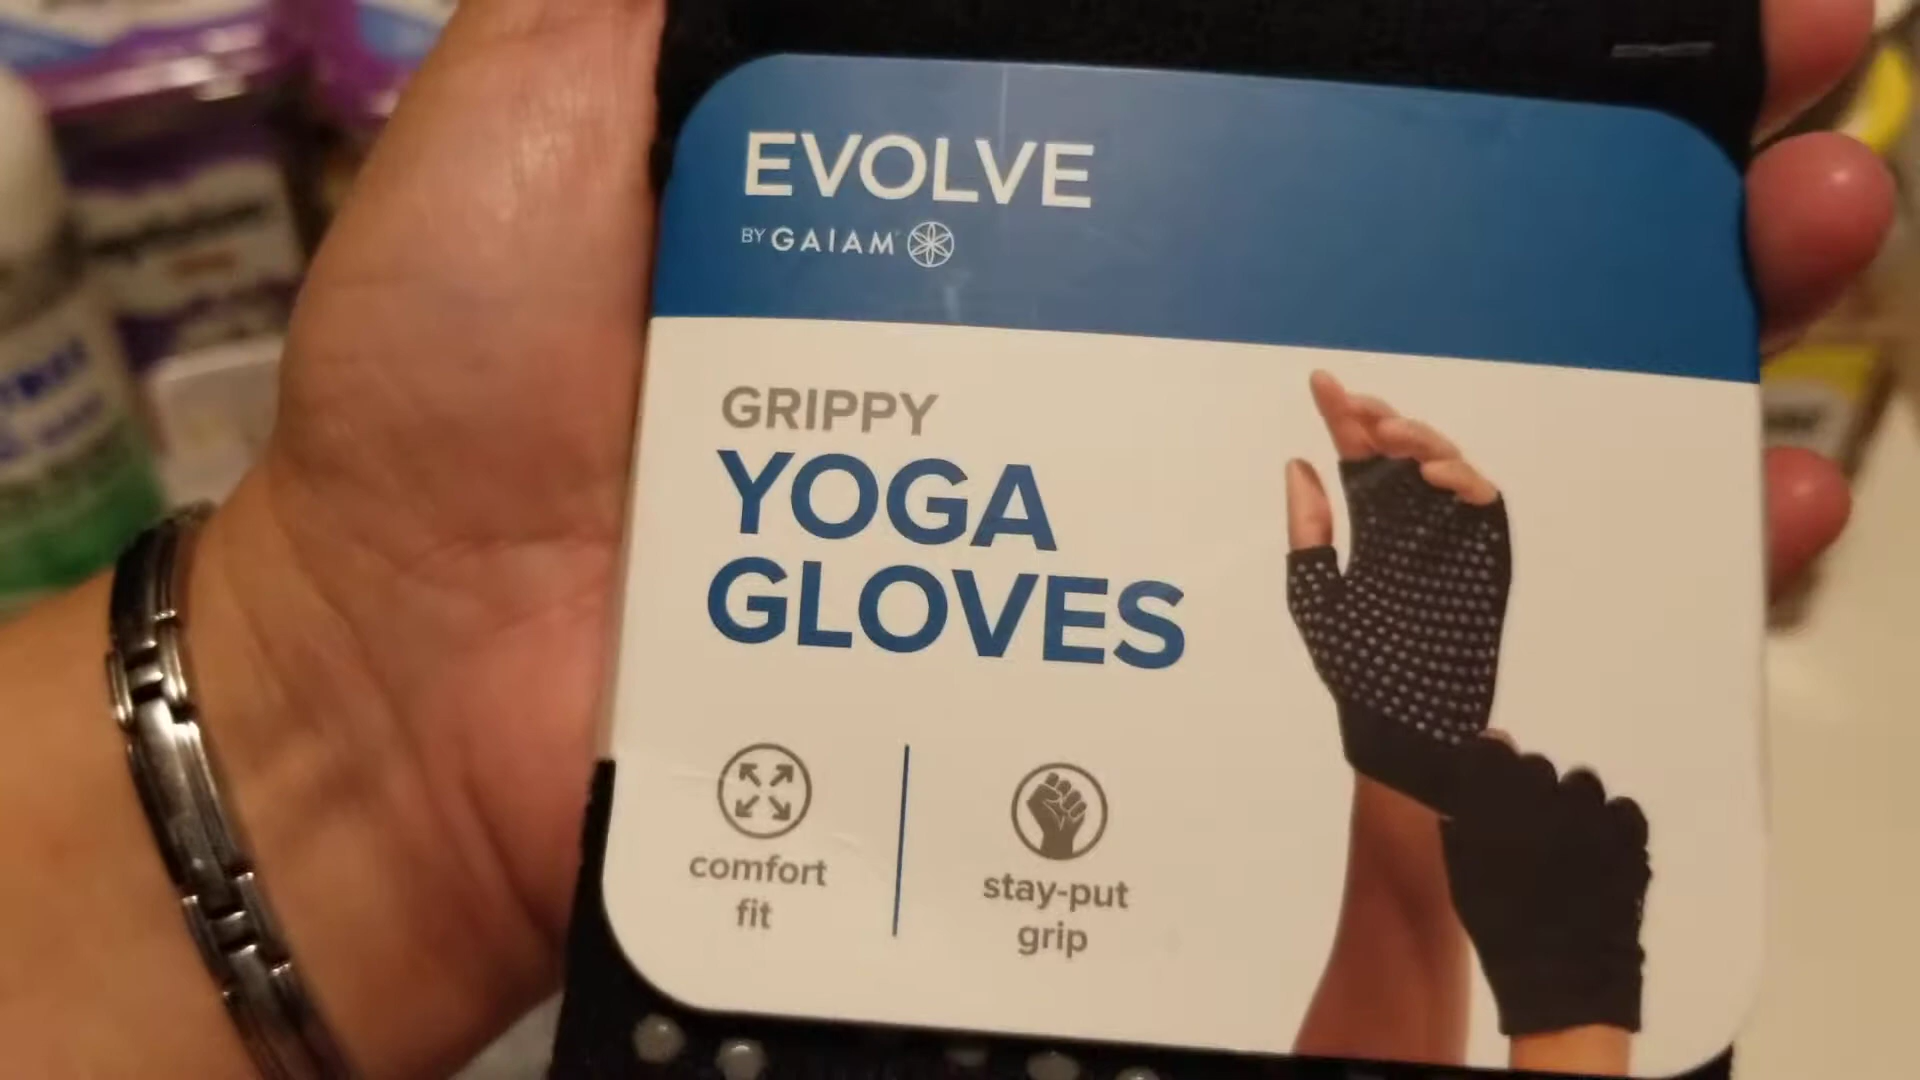 EVOLVE
BY GAIAM
GRIPPY
YOGA
GLOVES
comfort
fit
stay-put
grip